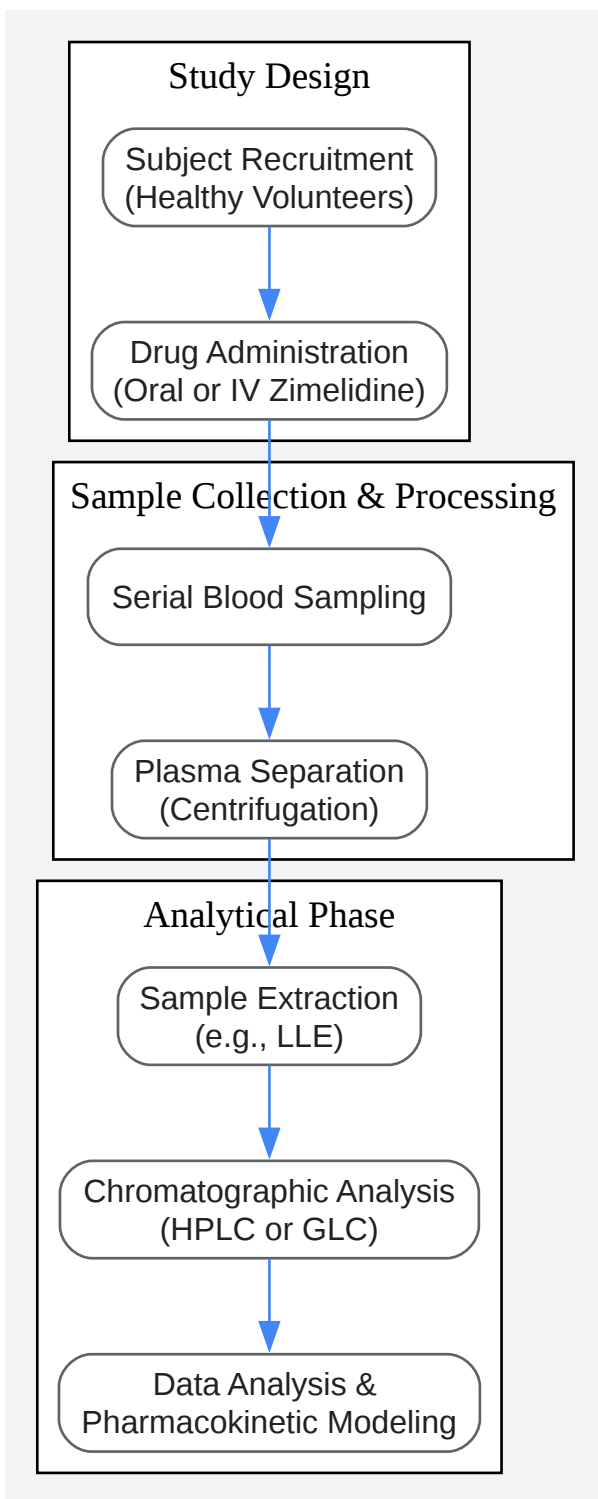 Study Design
Subject Recruitment
(Healthy Volunteers)
Drug Administration
(Oral or IV Zimelidine)
Sample Collection & Processing
Serial Blood Sampling
Plasma Separation
(Centrifugation)
Analytical Phase
Sample Extraction
(e.g., LLE)
Chromatographic Analysis
(HPLC or GLC)
Data Analysis &
Pharmacokinetic Modeling